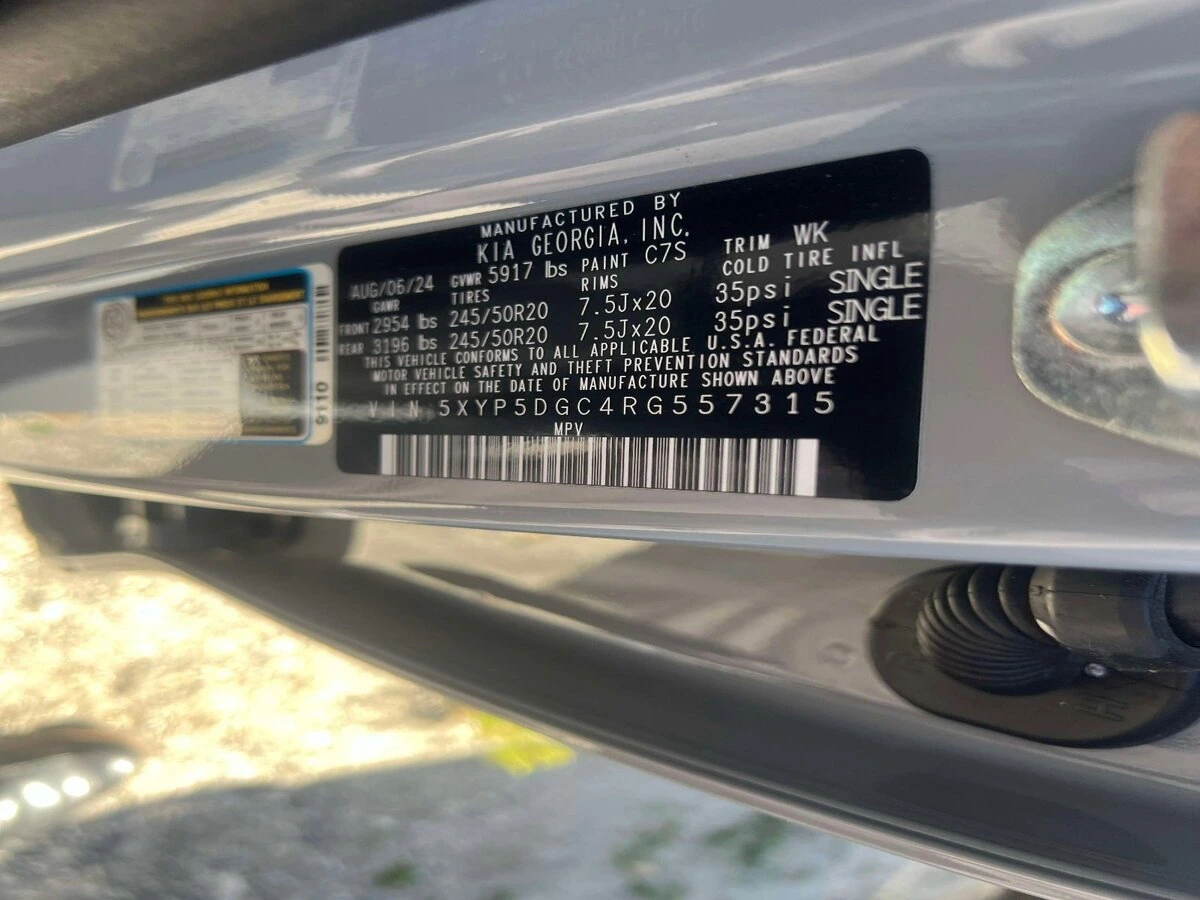 MANUFACTURED BY
KIA GEORGIA, INC.
AUG/06/24 GVWR 5917 lbs PAINT C7S TRIM WK
GAWR TIRES RIMS COLD TIRE INFL
FRONT 2954 lbs 245/50R20 7.5Jx20 35psi SINGLE
REAR 3196 lbs 245/50R20 7.5Jx20 35psi SINGLE
THIS VEHICLE CONFORMS TO ALL APPLICABLE U.S.A. FEDERAL
MOTOR VEHICLE SAFETY AND THEFT PREVENTION STANDARDS
IN EFFECT ON THE DATE OF MANUFACTURE SHOWN ABOVE
VIN 5XYP5DGC4RG557315
MPV
9110